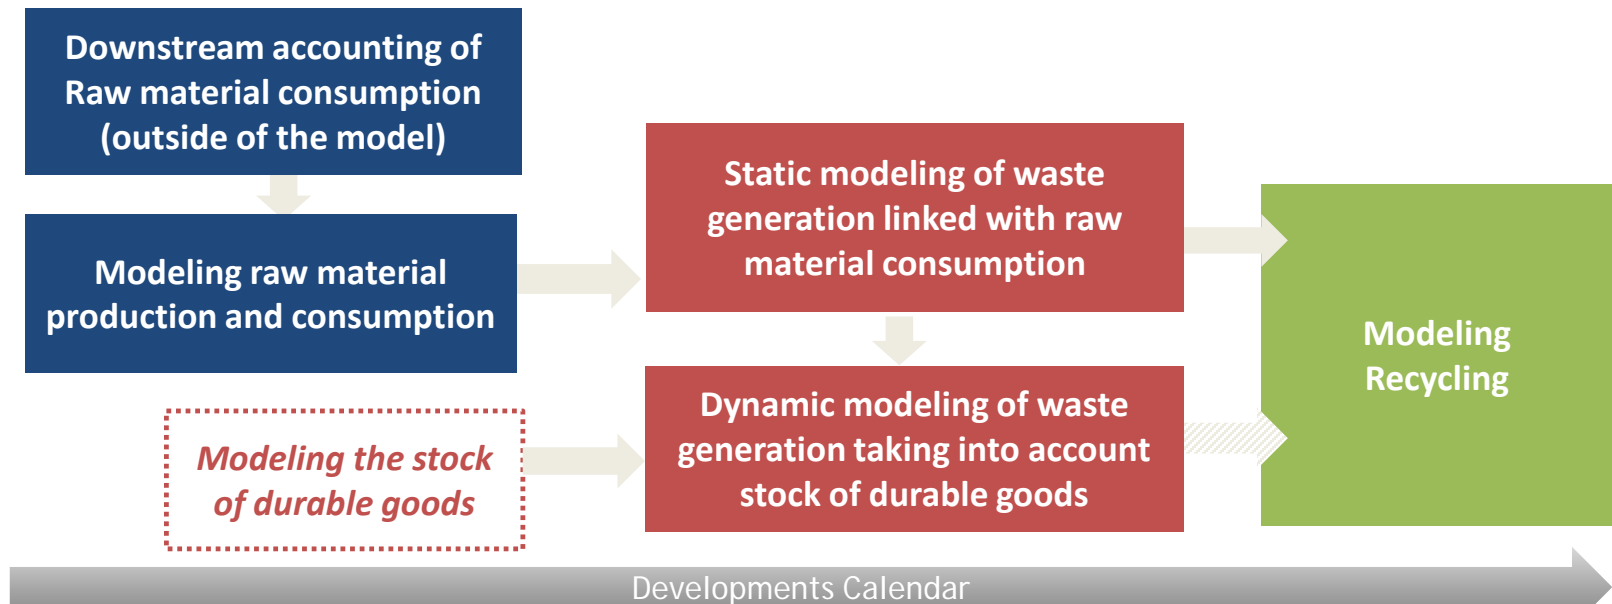 Downstream accounting of
Raw material consumption
(outside of the model)
Modeling raw material
production and consumption
Modeling the stock
of durable goods
Static modeling of waste
generation linked with raw
material consumption
Dynamic modeling of waste
generation taking into account
stock of durable goods
Modeling
Recycling
Developments Calendar